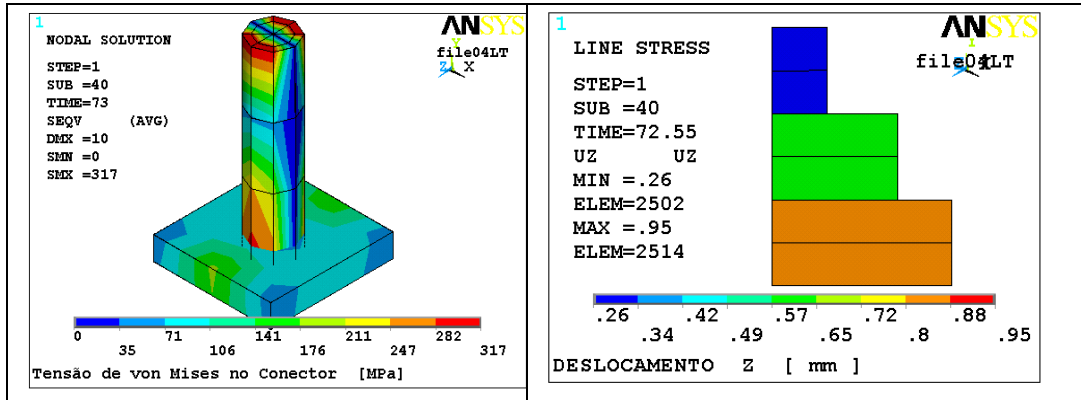 1
ANSYS
NODAL SOLUTION
file04LT
STEP=1
SUB =40
TIME=73
SEQV (AVG)
DMX =10
SMN =0
SMX =317
Y
Z X
0 71 141 211 282
35 106 176 247 317
Tensão de von Mises no Conector [MPa]
1
ANSYS
LINE STRESS
STEP=1
SUB =40
TIME=72.55
UZ UZ
MIN =.26
ELEM=2502
MAX =.95
ELEM=2514
.26 .42 .57 .72 .88
.34 .49 .65 .8 .95
DESLOCAMENTO Z [ mm ]